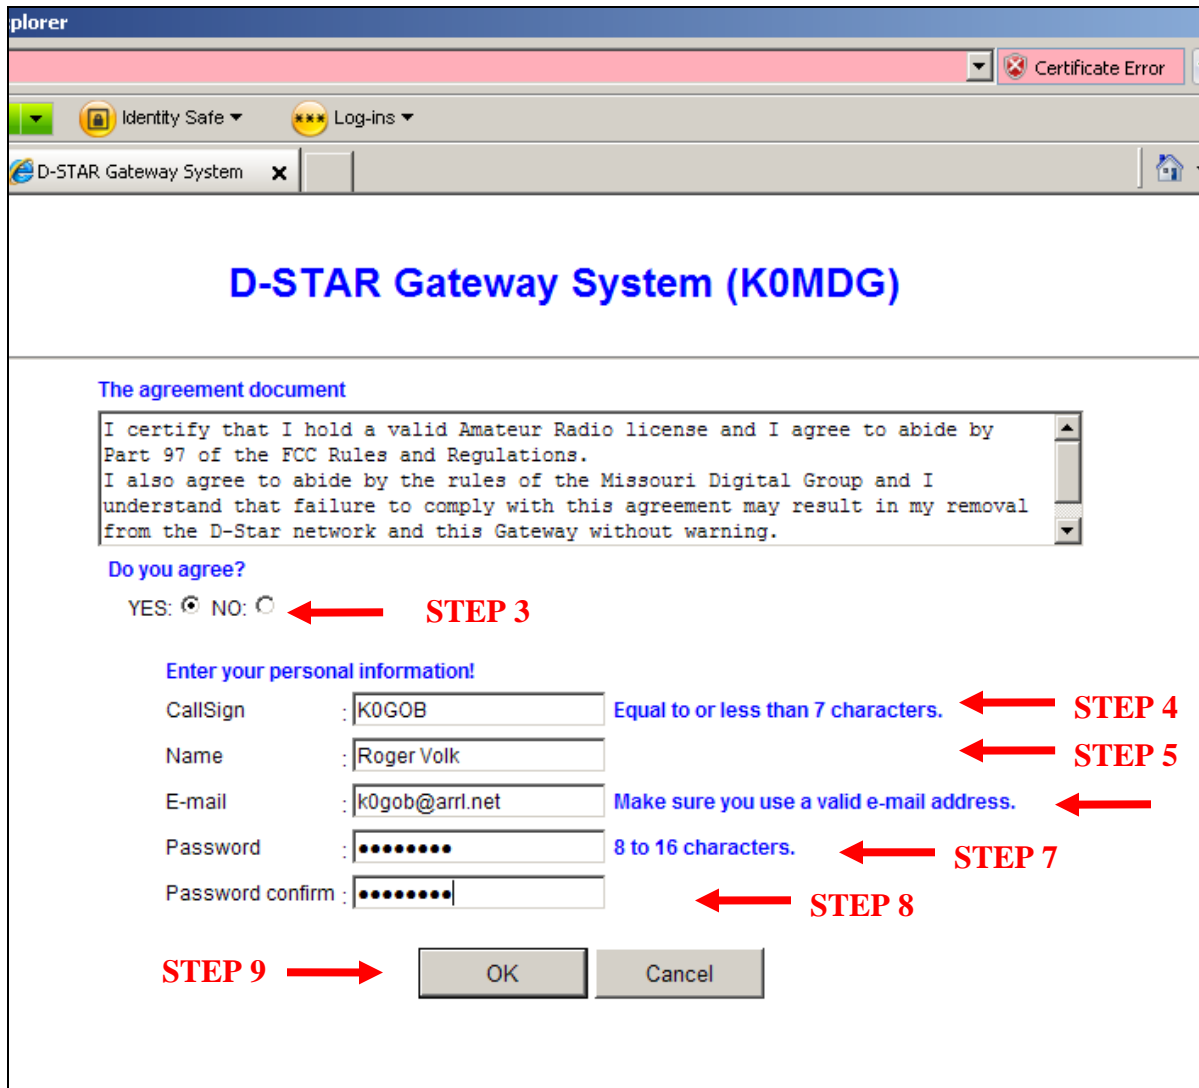 plorer
Certificate Error
Identity Safe
*** Log-ins
D-STAR Gateway System x
D-STAR Gateway System (K0MDG)
The agreement document
I certify that I hold a valid Amateur Radio license and I agree to abide by
Part 97 of the FCC Rules and Regulations.
I also agree to abide by the rules of the Missouri Digital Group and I
understand that failure to comply with this agreement may result in my removal
from the D-Star network and this Gateway without warning.
Do you agree?
YES: NO: STEP 3
Enter your personal information!
CallSign : K0GOB Equal to or less than 7 characters. STEP 4
Name : Roger Volk STEP 5
E-mail : k0gob@arrl.net Make sure you use a valid e-mail address.
Password : ●●●●●●●● 8 to 16 characters. STEP 7
Password confirm : ●●●●●●●● STEP 8
STEP 9 OK Cancel